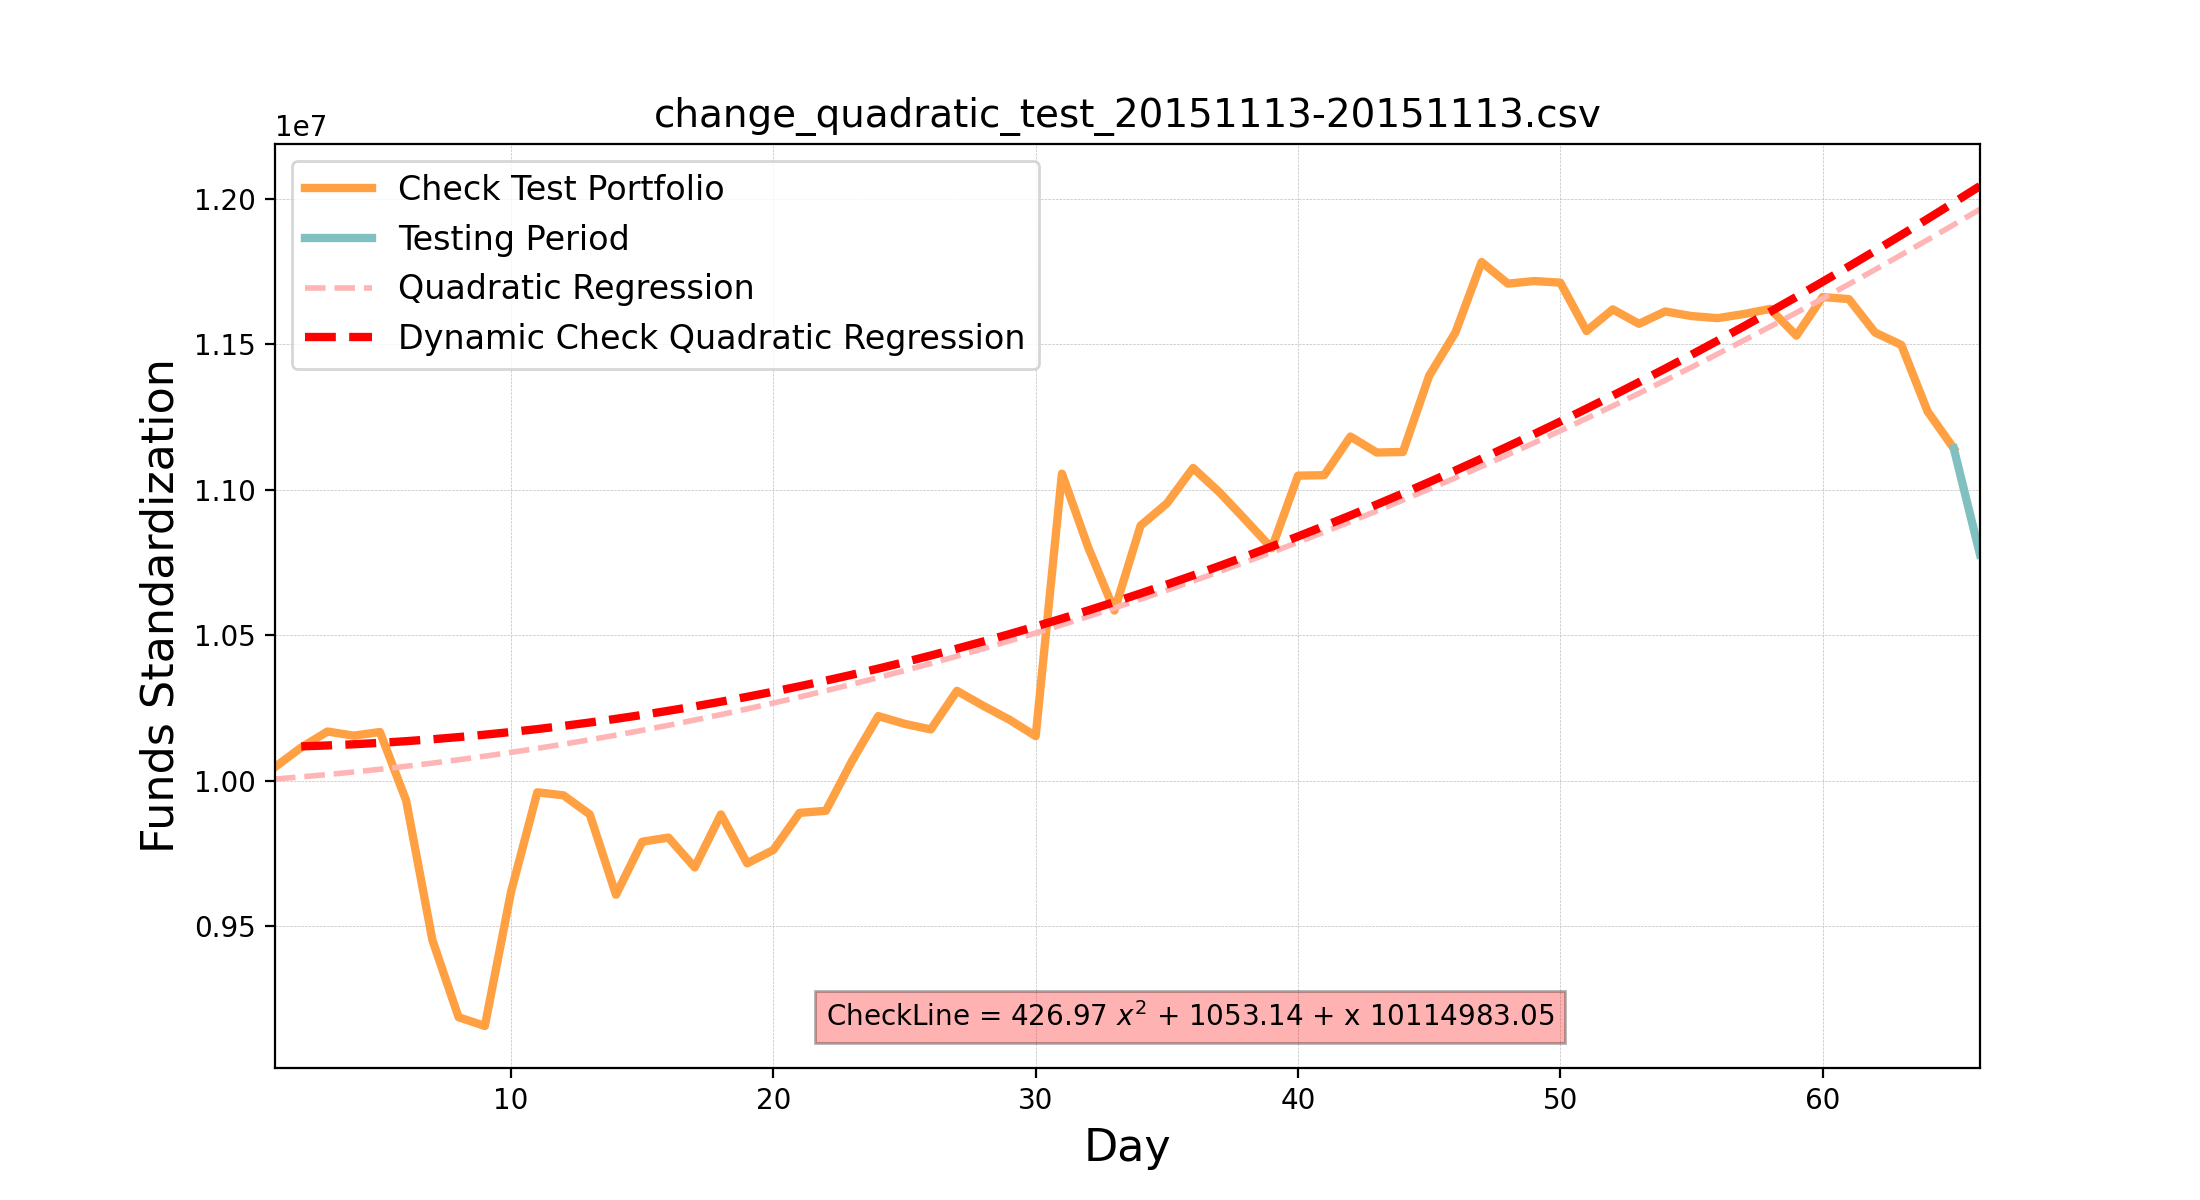 change_quadratic_test_20151113-20151113.csv
1e7
Check Test Portfolio
Testing Period
Quadratic Regression
Dynamic Check Quadratic Regression
1.20
1.15
1.10
1.05
1.00
0.95
Funds Standardization
CheckLine = 426.97 x² + 1053.14 + x 10114983.05
10 20 30 40 50 60
Day